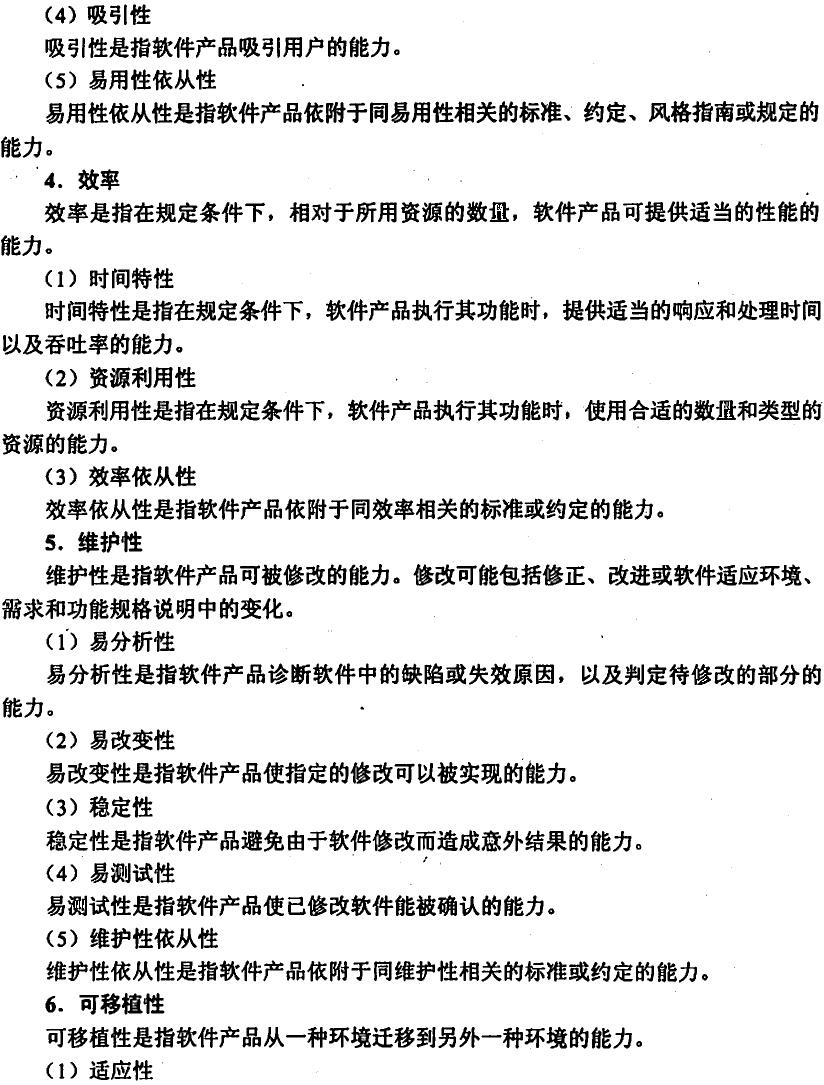 （4）吸引性
吸引性是指软件产品吸引用户的能力。
（5）易用性依从性
易用性依从性是指软件产品依附于同易用性相关的标准、约定、风格指南或规定的
能力。
4．效率
效率是指在规定条件下，相对于所用资源的数量，软件产品可提供适当的性能的
能力。
（1）时间特性
时间特性是指在规定条件下，软件产品执行其功能时，提供适当的响应和处理时间
以及吞吐率的能力。
（2）资源利用性
资源利用性是指在规定条件下，软件产品执行其功能时，使用合适的数量和类型的
资源的能力。
（3）效率依从性
效率依从性是指软件产品依附于同效率相关的标准或约定的能力。
5．维护性
维护性是指软件产品可被修改的能力。修改可能包括修正、改进或软件适应环境、
需求和功能规格说明中的变化。
（1）易分析性
易分析性是指软件产品诊断软件中的缺陷或失效原因，以及判定待修改的部分的
能力。
（2）易改变性
易改变性是指软件产品使指定的修改可以被实现的能力。
（3）稳定性
稳定性是指软件产品避免由于软件修改而造成意外结果的能力。
（4）易测试性
易测试性是指软件产品使已修改软件能被确认的能力。
（5）维护性依从性
维护性依从性是指软件产品依附于同维护性相关的标准或约定的能力。
6．可移植性
可移植性是指软件产品从一种环境迁移到另外一种环境的能力。
（1）适应性